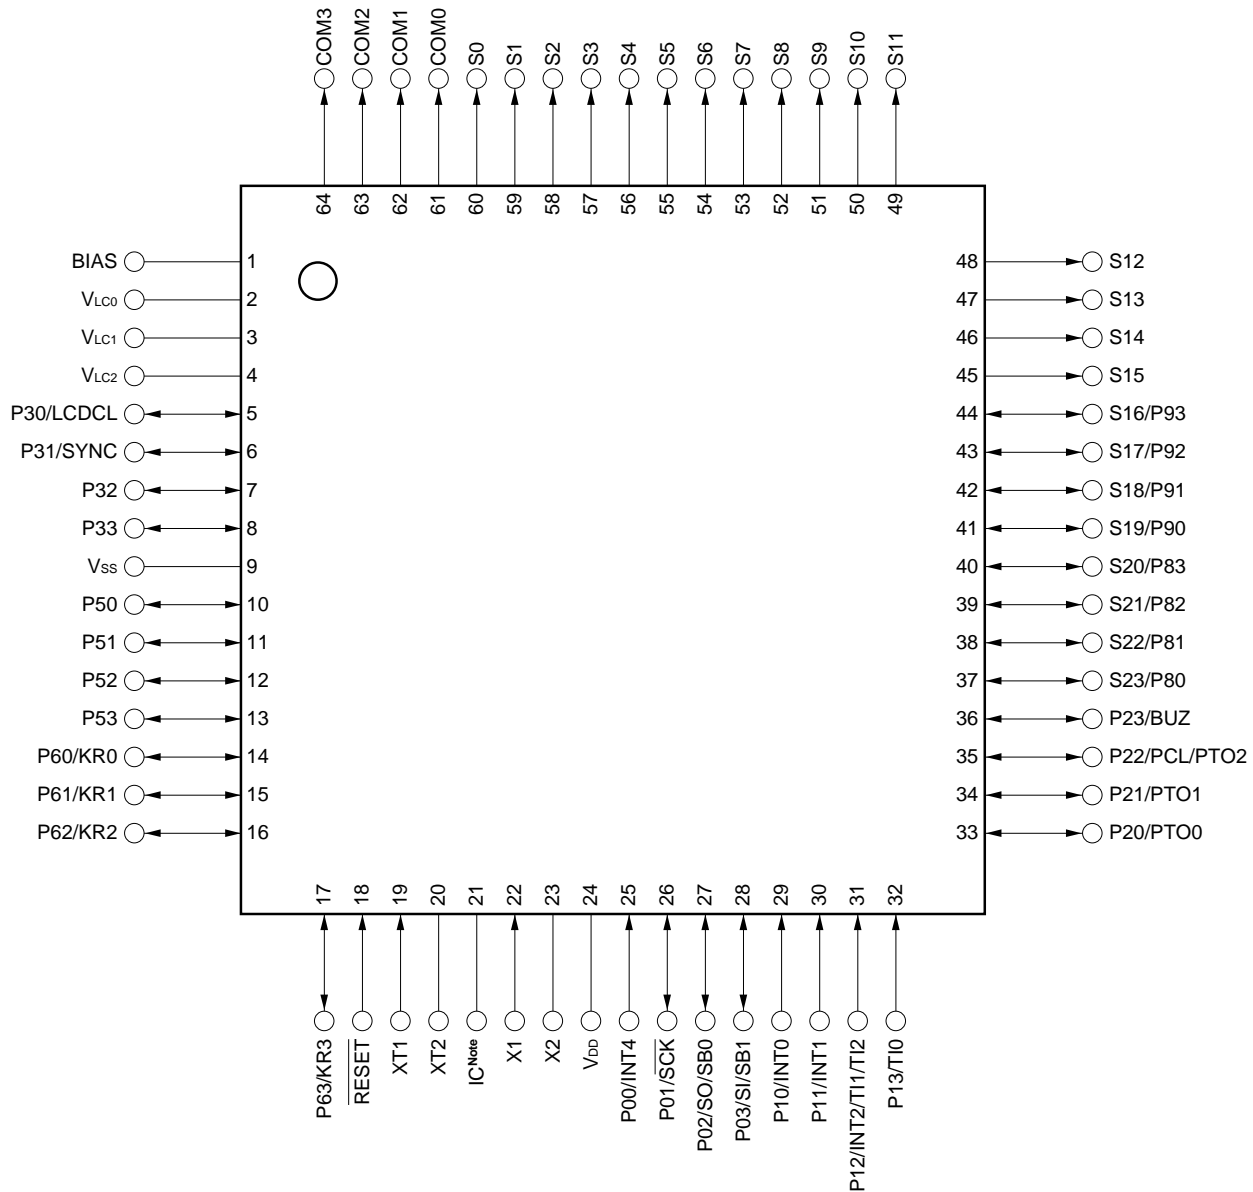 COM3
COM2
COM1
COM0
S0
S1
S2
S3
S4
S5
S6
S7
S8
S9
S10
S11
64
63
62
61
60
59
58
57
56
55
54
53
52
51
50
49
BIAS 1
VLC0 2
VLC1 3
VLC2 4
P30/LCDCL 5
P31/SYNC 6
P32 7
P33 8
VSS 9
P50 10
P51 11
P52 12
P53 13
P60/KR0 14
P61/KR1 15
P62/KR2 16
48 S12
47 S13
46 S14
45 S15
44 S16/P93
43 S17/P92
42 S18/P91
41 S19/P90
40 S20/P83
39 S21/P82
38 S22/P81
37 S23/P80
36 P23/BUZ
35 P22/PCL/PTO2
34 P21/PTO1
33 P20/PTO0
17
18
19
20
21
22
23
24
25
26
27
28
29
30
31
32
P63/KR3
RESET
XT1
XT2
ICNote
X1
X2
VDD
P00/INT4
P01/SCK
P02/SO/SB0
P03/SI/SB1
P10/INT0
P11/INT1
P12/INT2/TI1/TI2
P13/TI0